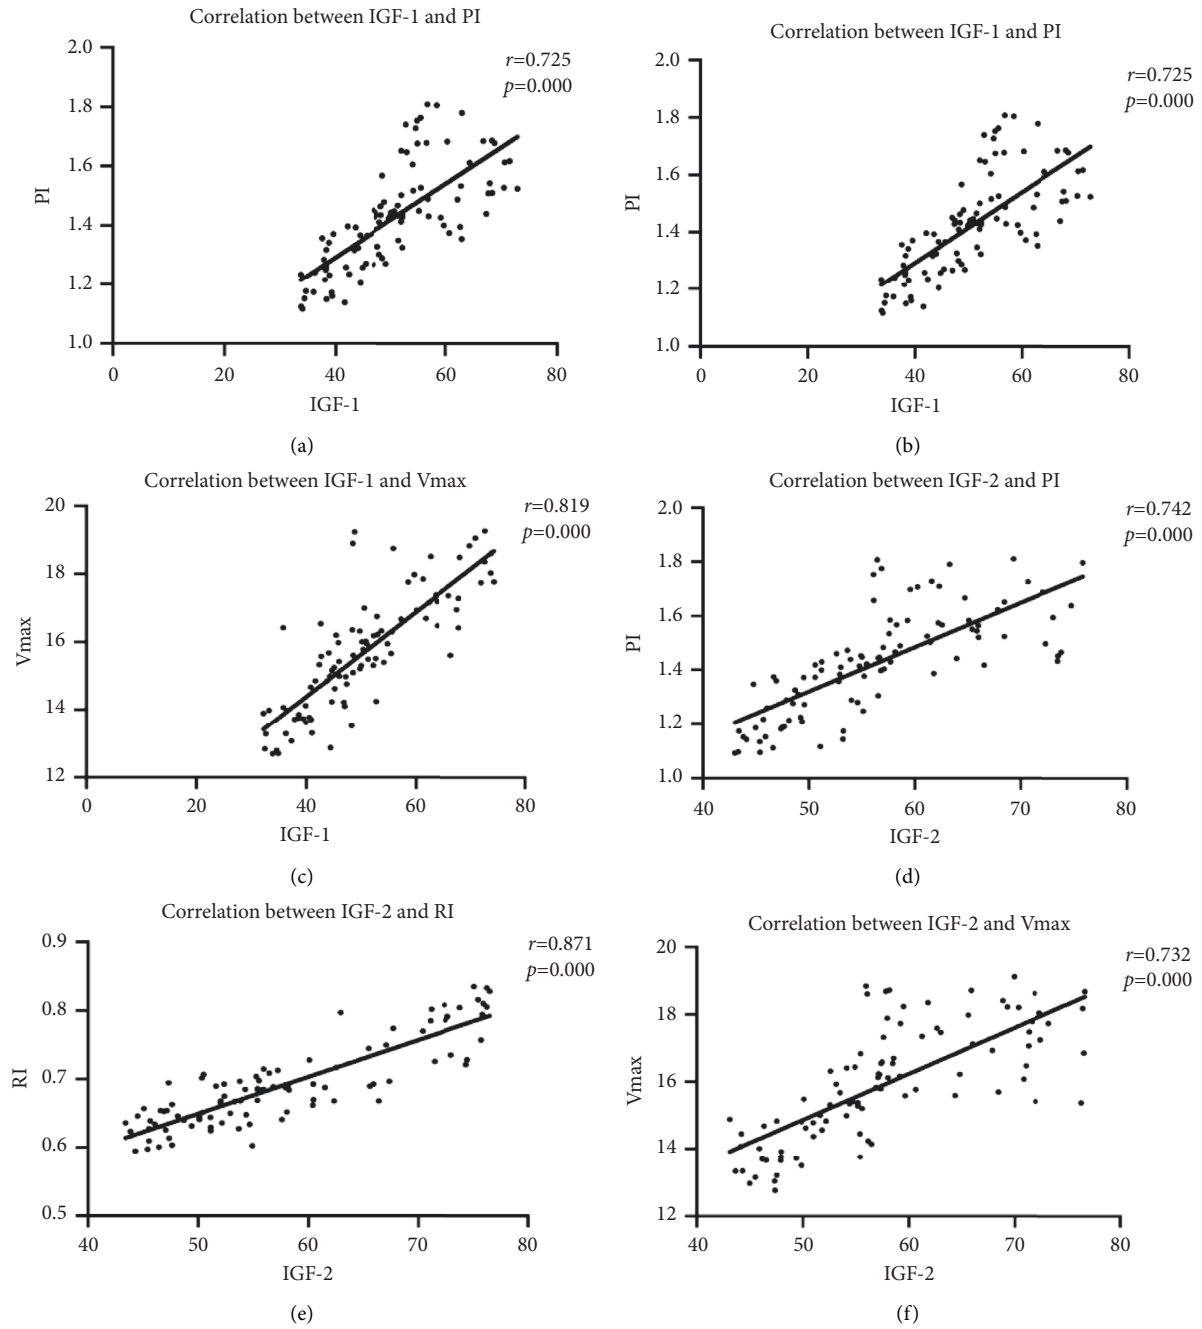 Correlation between IGF-1 and PI
r=0.725
p=0.000
2.0
1.8
1.6
1.4
1.2
1.0
PI
0
20
40
60
80
IGF-1
(a)
Correlation between IGF-1 and PI
r=0.725
p=0.000
2.0
1.8
1.6
1.4
1.2
1.0
PI
0
20
40
60
80
IGF-1
(b)
Correlation between IGF-1 and Vmax
r=0.819
p=0.000
20
18
16
14
12
Vmax
0
20
40
60
80
IGF-1
(c)
Correlation between IGF-2 and PI
r=0.742
p=0.000
2.0
1.8
1.6
1.4
1.2
1.0
PI
40
50
60
70
80
IGF-2
(d)
Correlation between IGF-2 and RI
r=0.871
p=0.000
0.9
0.8
0.7
0.6
0.5
RI
40
50
60
70
80
IGF-2
(e)
Correlation between IGF-2 and Vmax
r=0.732
p=0.000
20
18
16
14
12
Vmax
40
50
60
70
80
IGF-2
(f)